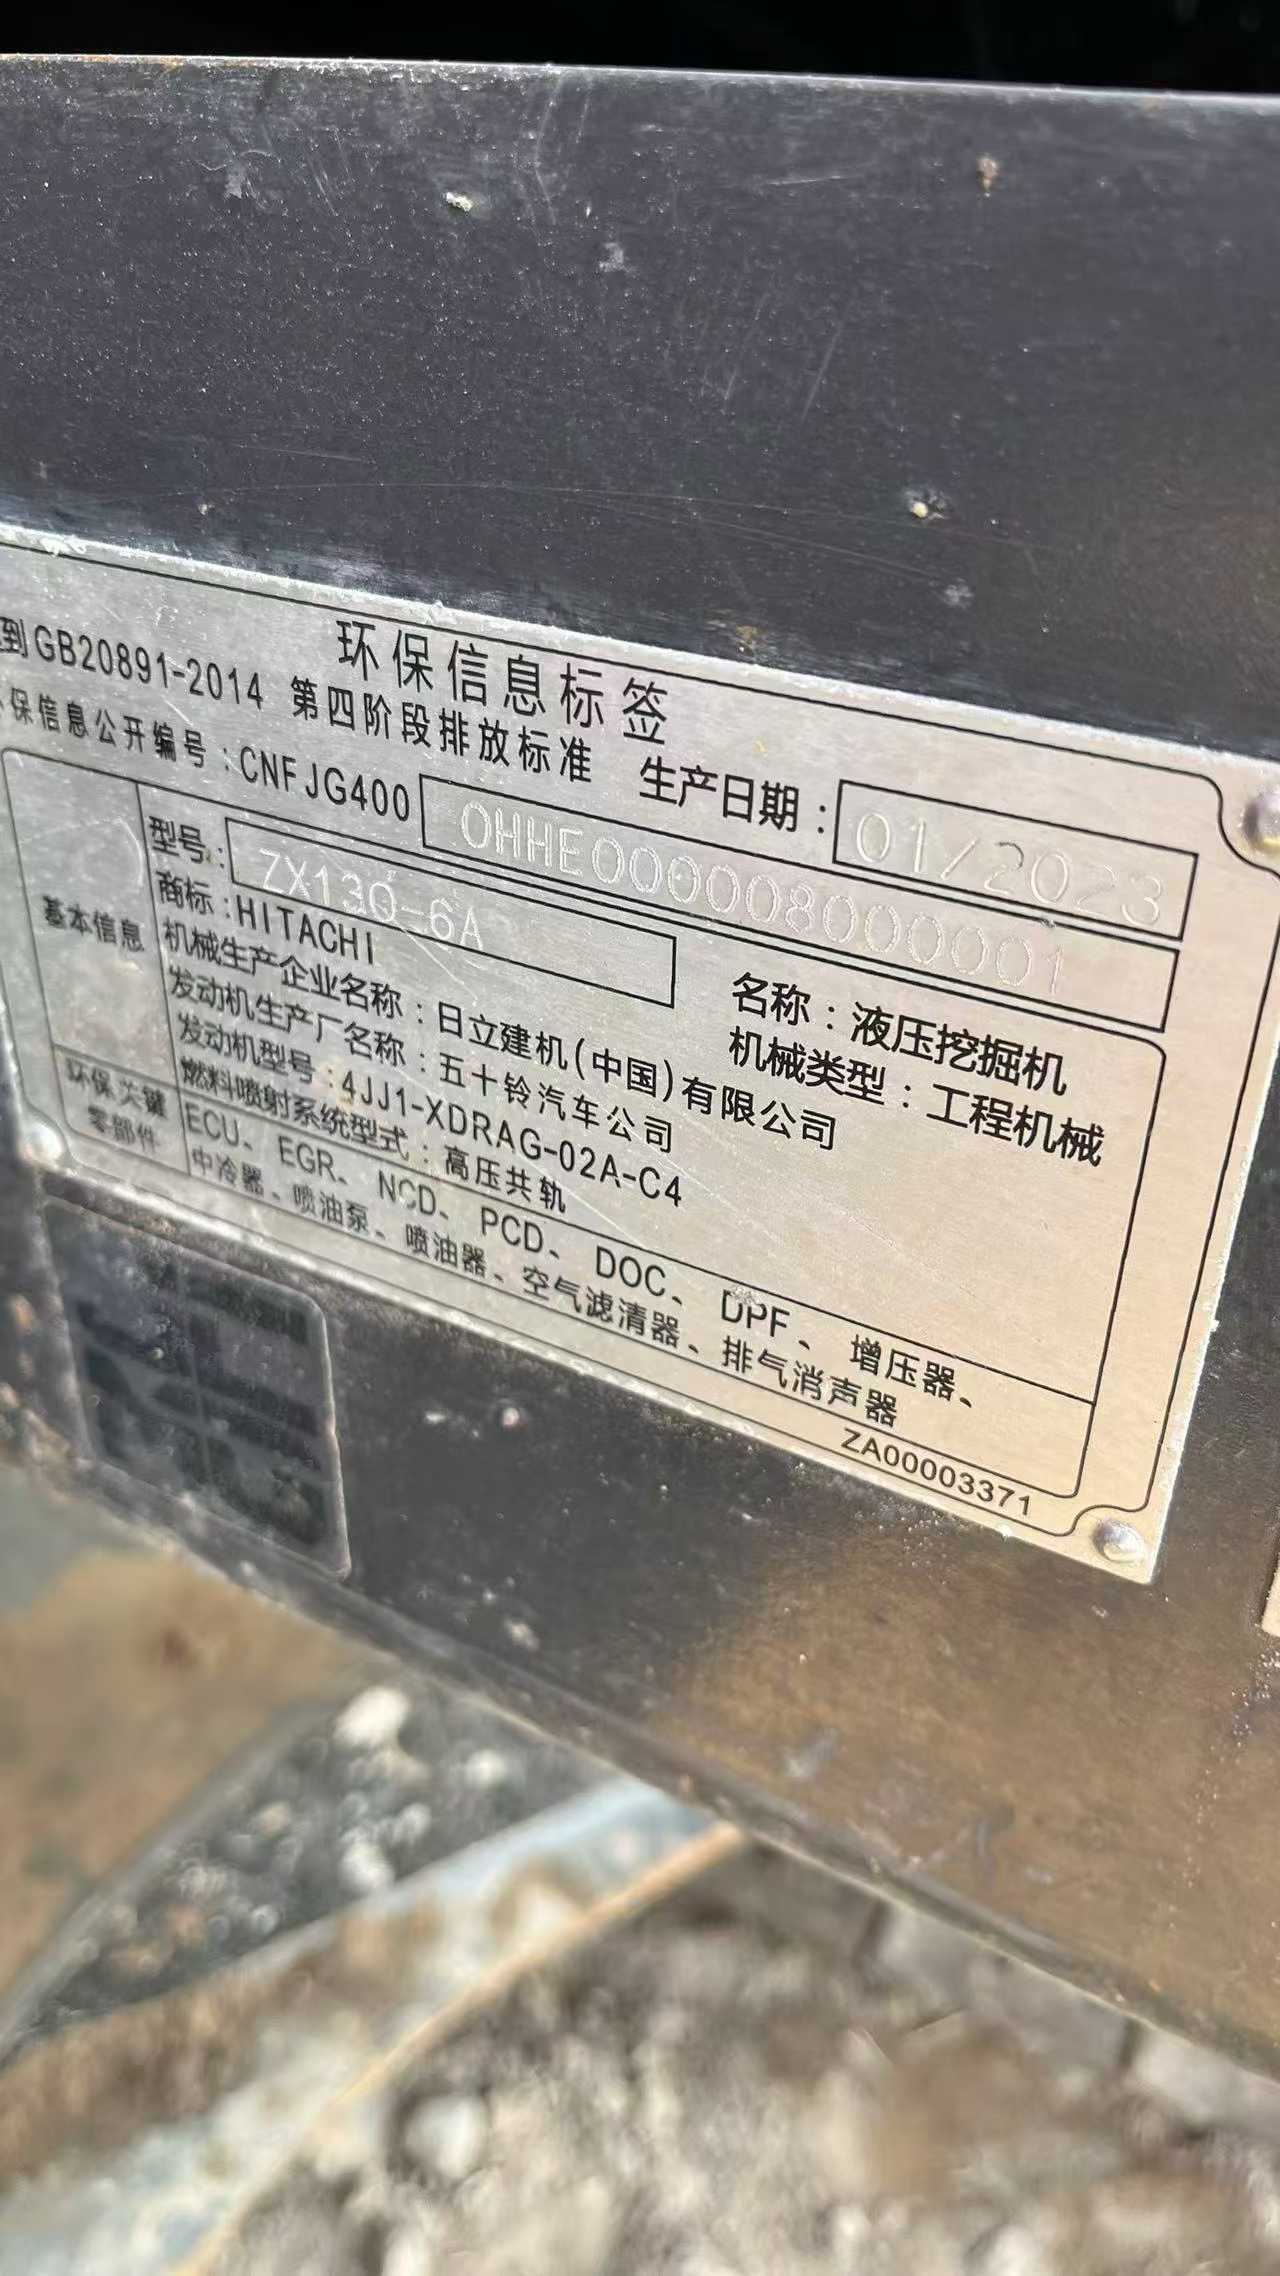 环保信息标签
到GB20891-2014 第四阶段排放标准 生产日期：01/2023
保信息公开编号：CNFJG400 0HHE0000080 0001
基本信息
型号：ZX130-6A 名称：液压挖掘机
商标：HITACHI 机械类型：工程机械
机械生产企业名称：日立建机(中国)有限公司
发动机生产厂名称：五十铃汽车公司
发动机型号：4JJ1-XDRAG-02A-C4
燃料喷射系统型式：高压共轨
环保关键
零部件
ECU、EGR、NCD、PCD、DOC、DPF、增压器、
中冷器、喷油泵、喷油器、空气滤清器、排气消声器
ZA00003371